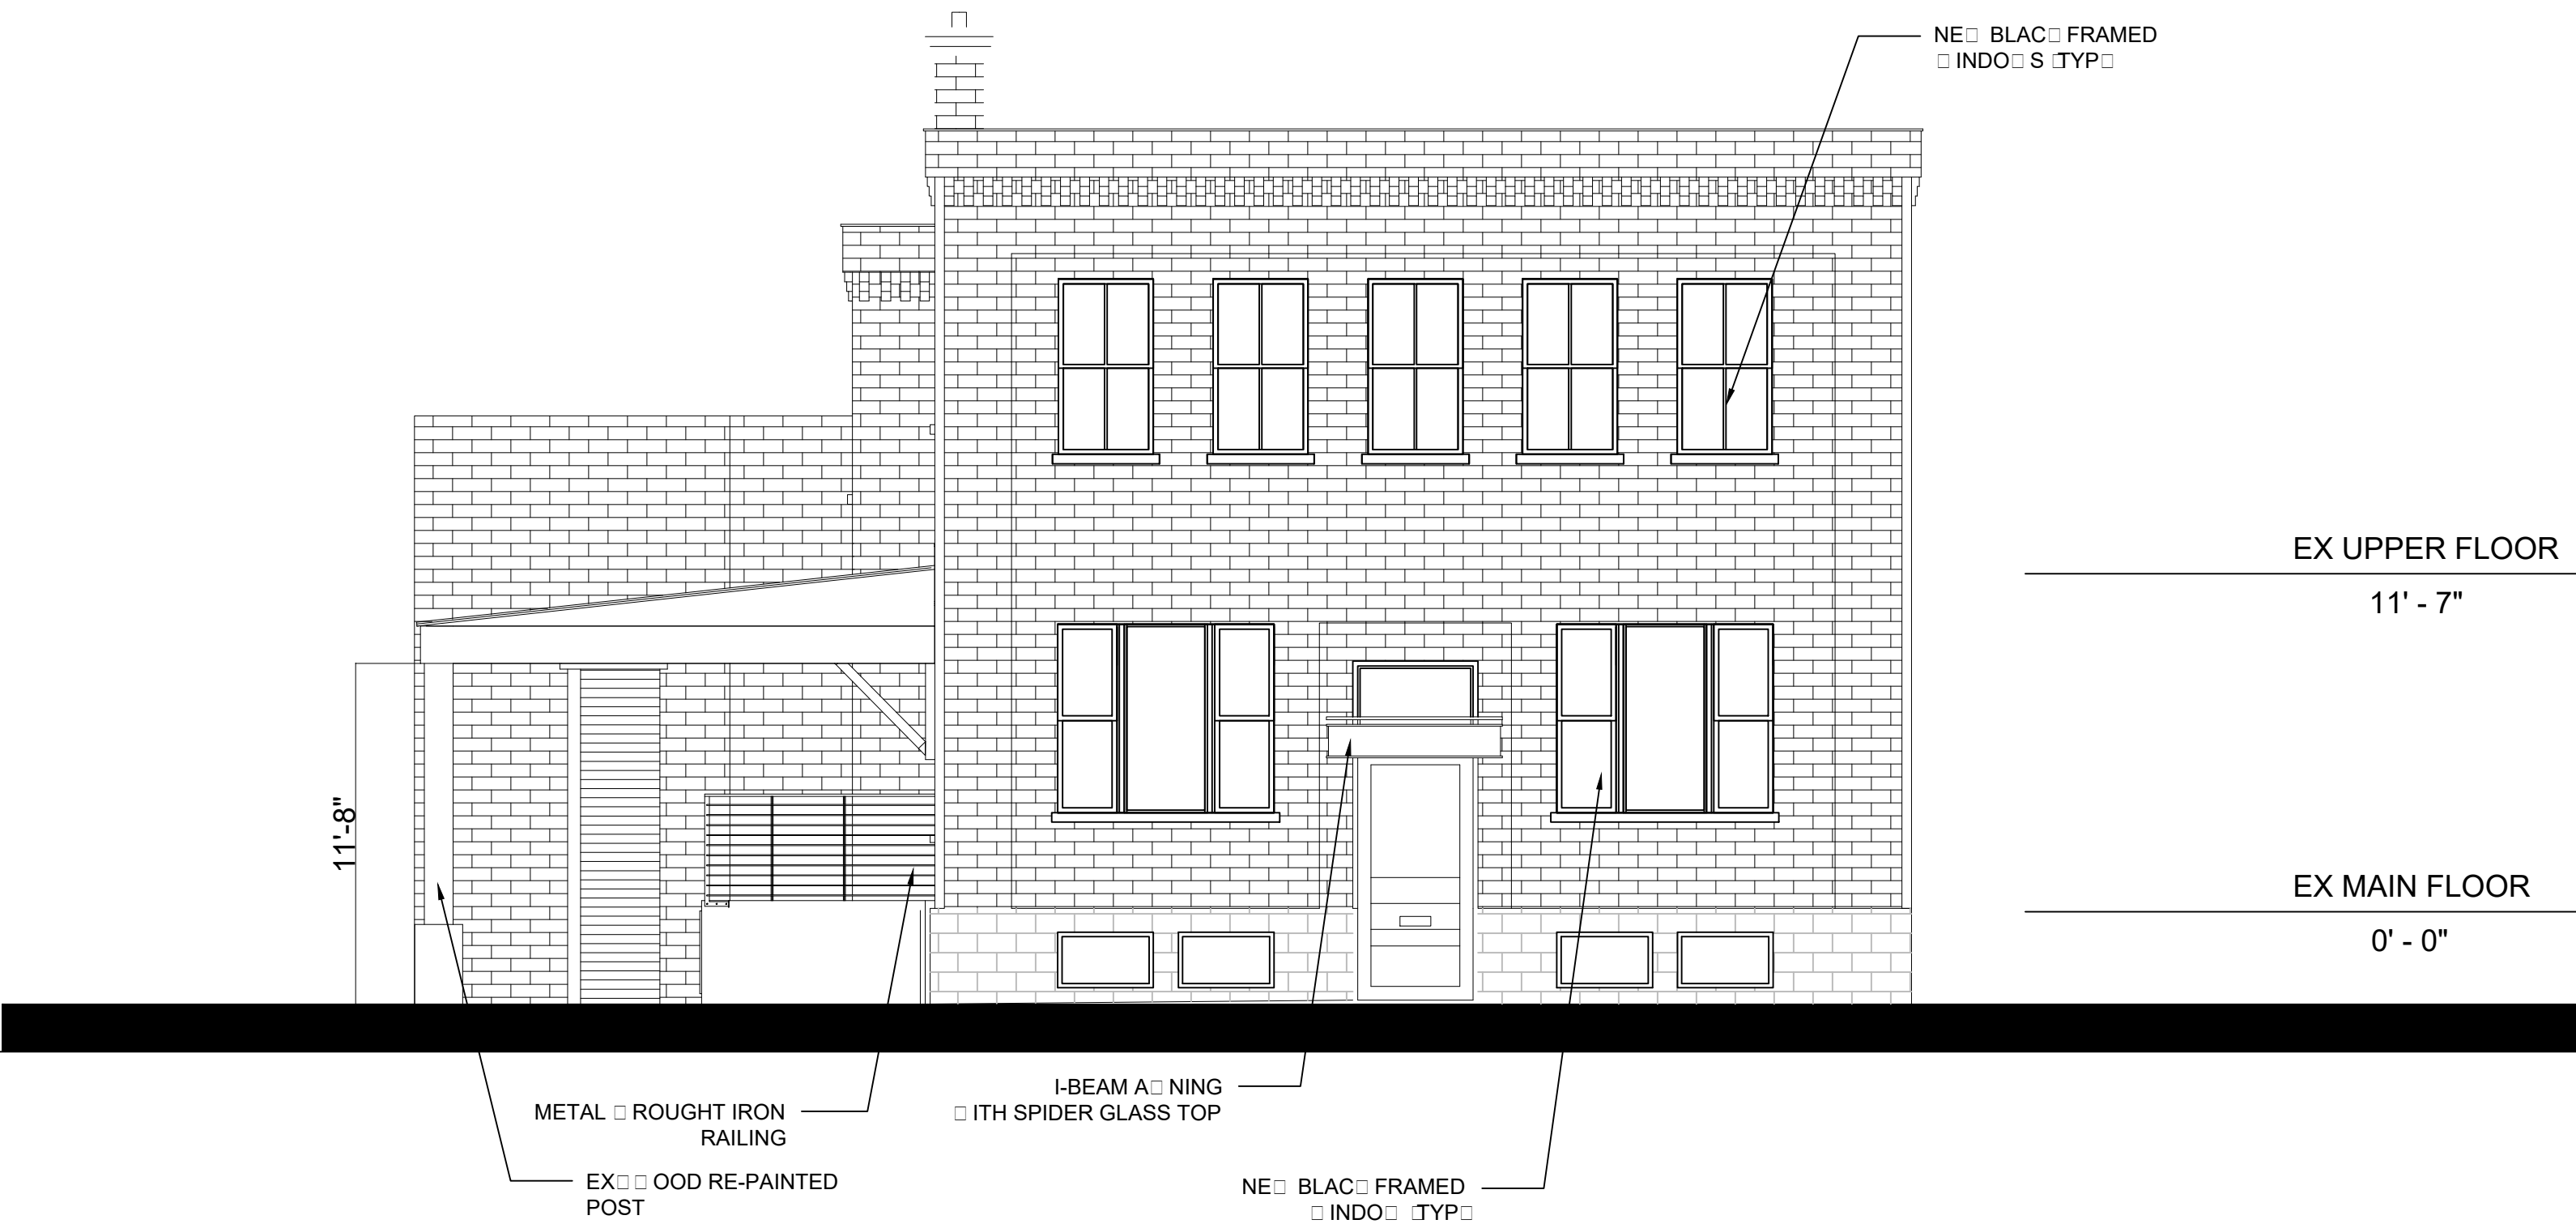 NE□ BLAC□ FRAMED
□INDO□S □TYP□
EX UPPER FLOOR
11' - 7"
11'-8"
EX MAIN FLOOR
0' - 0"
I-BEAM A□NING
□ITH SPIDER GLASS TOP
METAL □ROUGHT IRON
RAILING
EX□ □OOD RE-PAINTED
POST
NE□ BLAC□ FRAMED
□INDO□ □TYP□